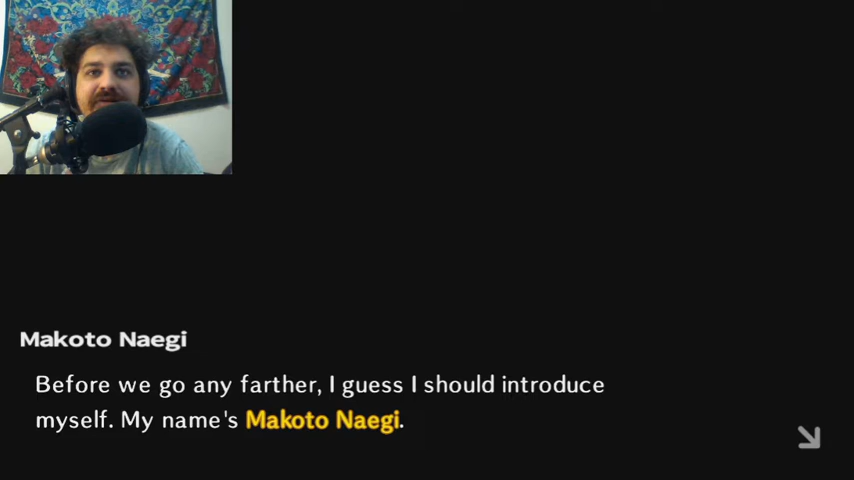 Makoto Naegi
Before we go any farther, I guess I should introduce
myself. My name's Makoto Naegi.